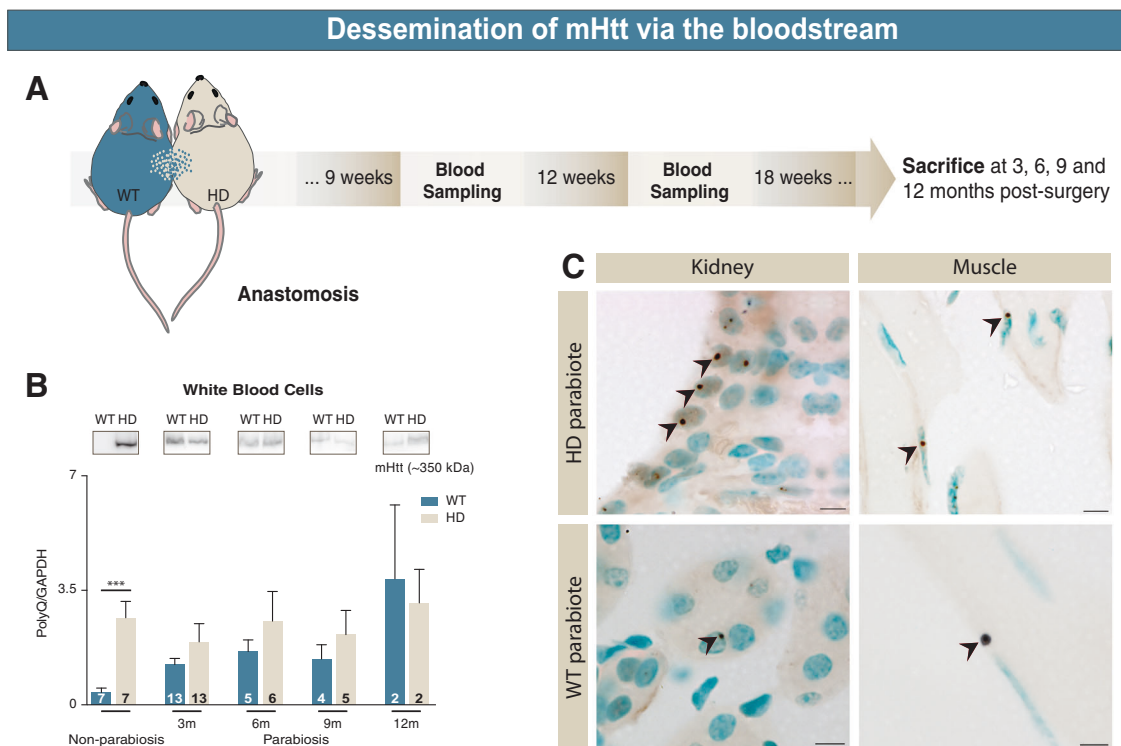 Dessemination of mHtt via the bloodstream
A
WT
HD
... 9 weeks
Blood
Sampling
12 weeks
Blood
Sampling
18 weeks ...
Sacrifice at 3, 6, 9 and
12 months post-surgery
Anastomosis
B
White Blood Cells
WT HD
WT HD
WT HD
WT HD
WT HD
mHtt (~350 kDa)
WT
HD
PolyQ/GAPDH
7
3.5
0
***
7 7 13 13 5 6 4 5 2 2
3m 6m 9m 12m
Non-parabiosis Parabiosis
C
Kidney
Muscle
HD parabiote
WT parabiote